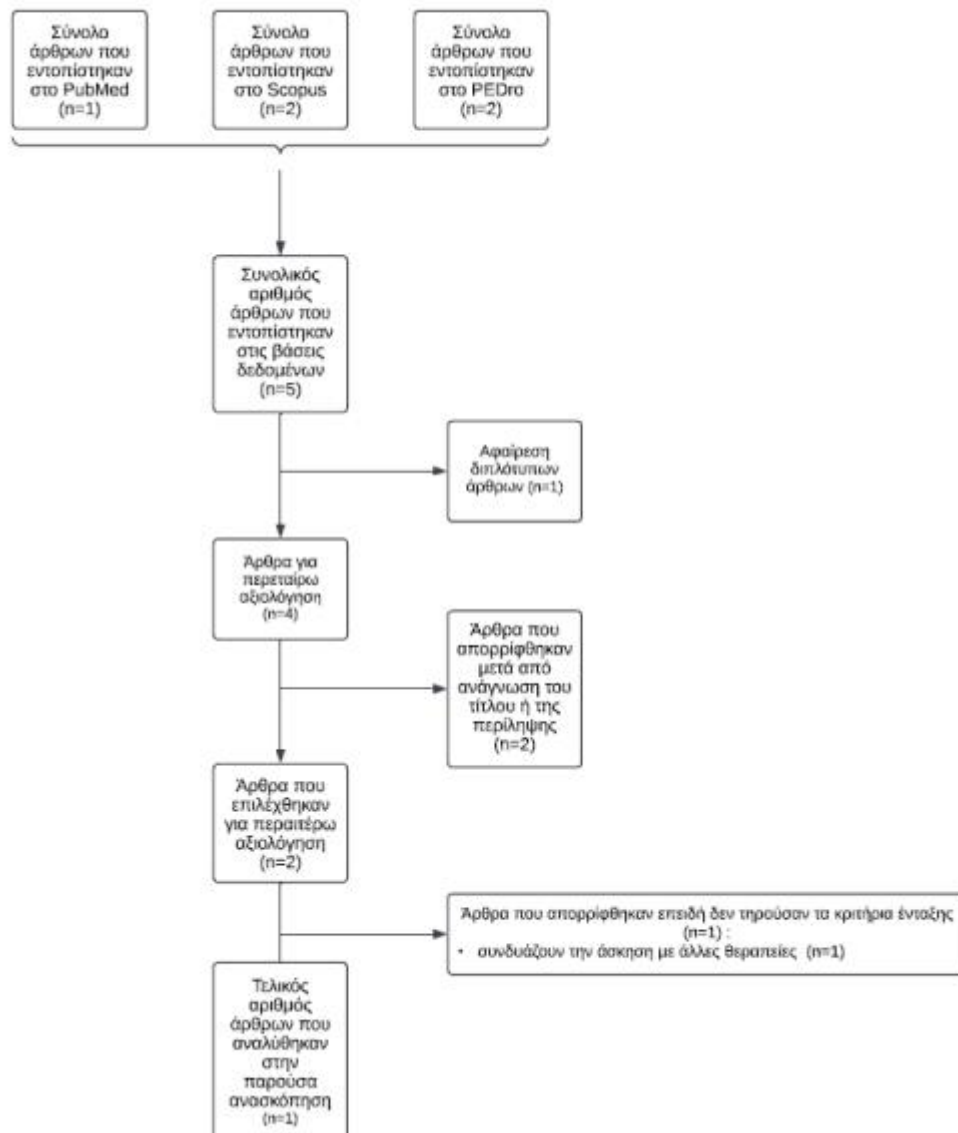 Σύνολο
άρθρων που
εντοπίστηκαν
στο PubMed
(n=1)
Σύνολο
άρθρων που
εντοπίστηκαν
στο Scopus
(n=2)
Σύνολο
άρθρων που
εντοπίστηκαν
στο PEDro
(n=2)
Συνολικός
αριθμός
άρθρων που
εντοπίστηκαν
στις βάσεις
δεδομένων
(n=5)
Αφαίρεση
διπλότυπων
άρθρων (n=1)
Άρθρα για
περεταίρω
αξιολόγηση
(n=4)
Άρθρα που
απορρίφθηκαν
μετά από
ανάγνωση του
τίτλου ή της
περίληψης
(n=2)
Άρθρα που
επιλέχθηκαν
για περαιτέρω
αξιολόγηση
(n=2)
Άρθρα που απορρίφθηκαν επειδή δεν τηρούσαν τα κριτήρια ένταξης
(n=1) :
• συνδυάζουν την άσκηση με άλλες θεραπείες (n=1)
Τελικός
αριθμός
άρθρων που
αναλύθηκαν
στην
παρούσα
ανασκόπηση
(n=1)